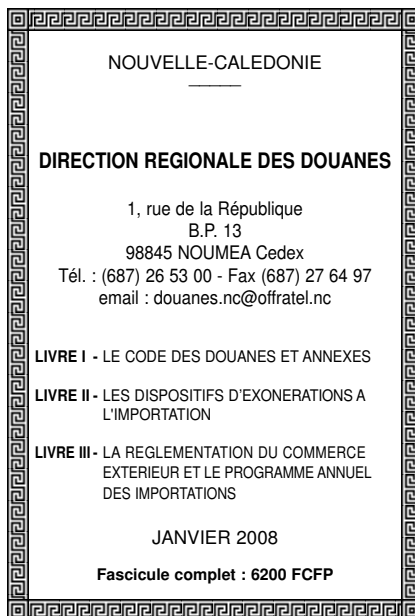 NOUVELLE-CALEDONIE
DIRECTION REGIONALE DES DOUANES
1, rue de la République
B.P. 13
98845 NOUMEA Cedex
Tél. : (687) 26 53 00 - Fax (687) 27 64 97
email : douanes.nc@offratel.nc
LIVRE I - LE CODE DES DOUANES ET ANNEXES
LIVRE II - LES DISPOSITIFS D'EXONERATIONS A
L'IMPORTATION
LIVRE III - LA REGLEMENTATION DU COMMERCE
EXTERIEUR ET LE PROGRAMME ANNUEL
DES IMPORTATIONS
JANVIER 2008
Fascicule complet : 6200 FCFP